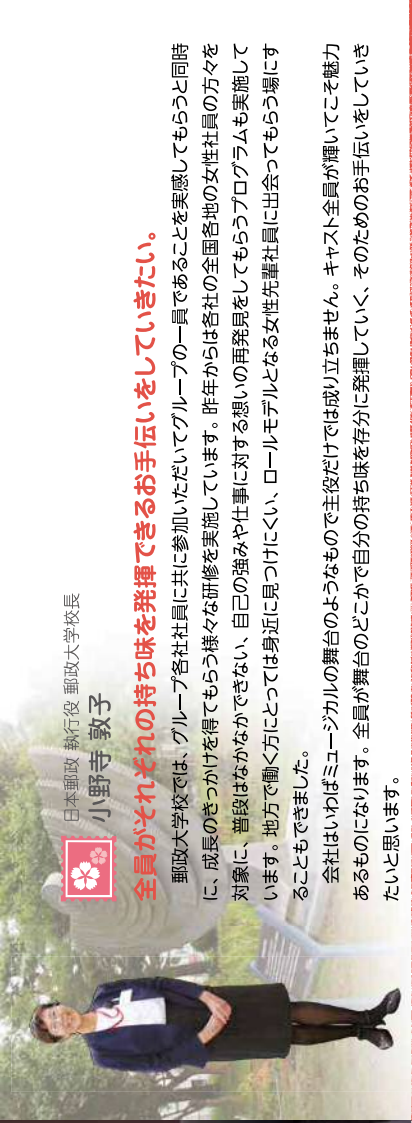 日本郵政 執行役 郵政大学校長
小野寺 敦子
全員がそれぞれの持ち味を発揮できるお手伝いをしていきたい。
郵政大学校では、グループ各社社員に共に参加いただいてグループの一員であることを実感してもらうと同時
に、成長のきっかけを得てもらう様々な研修を実施しています。昨年からは各社の全国各地の女性社員の方々を
対象に、普段はなかなかできない、自己の強みや仕事に対する想いの再発見をしてもらうプログラムも実施して
います。地方で働く方にとっては身近に見つけにくい、ロールモデルとなる女性先輩社員に出会ってもらう場にす
ることもできました。
会社はいわばミュージカルの舞台のようなもので主役だけでは成り立ちません。キャスト全員が輝いてこそ魅力
あるものになります。全員が舞台のどこかで自分の持ち味を存分に発揮していく、そのためのお手伝いをしていき
たいと思います。